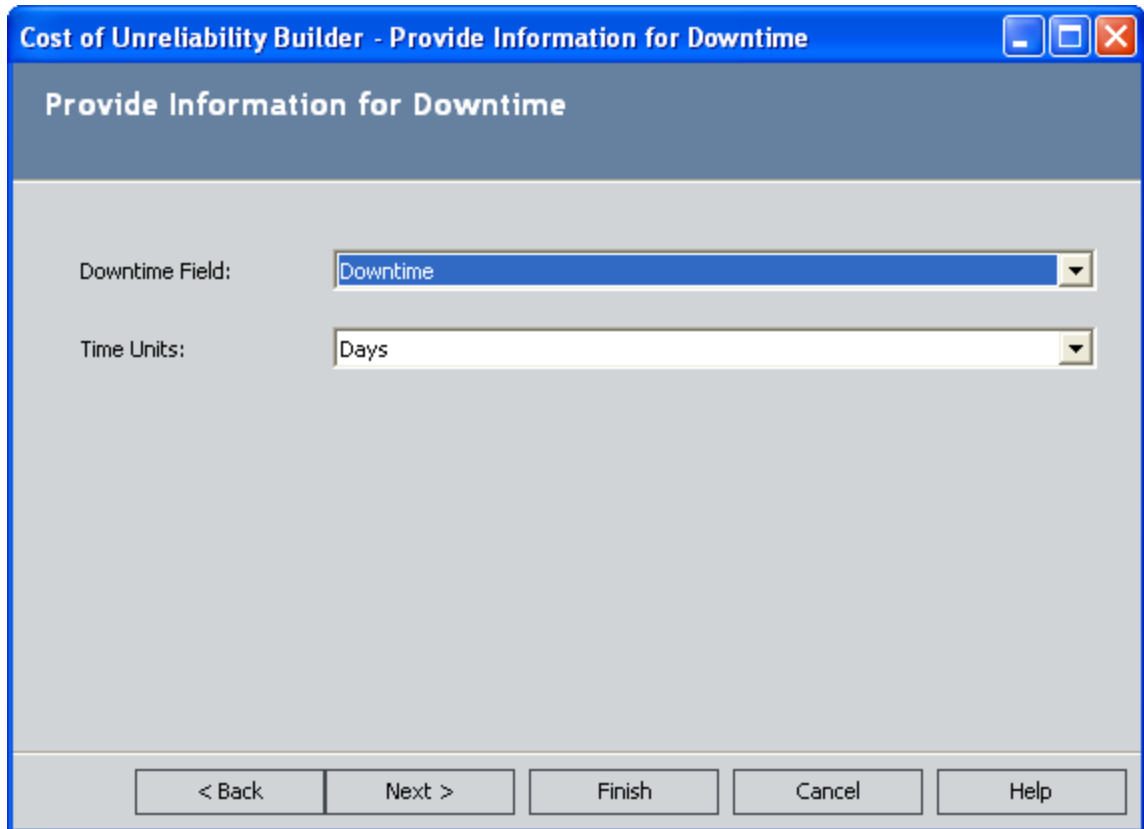 Cost of Unreliability Builder - Provide Information for Downtime
Provide Information for Downtime
Downtime Field: Downtime
Time Units: Days
< Back Next > Finish Cancel Help